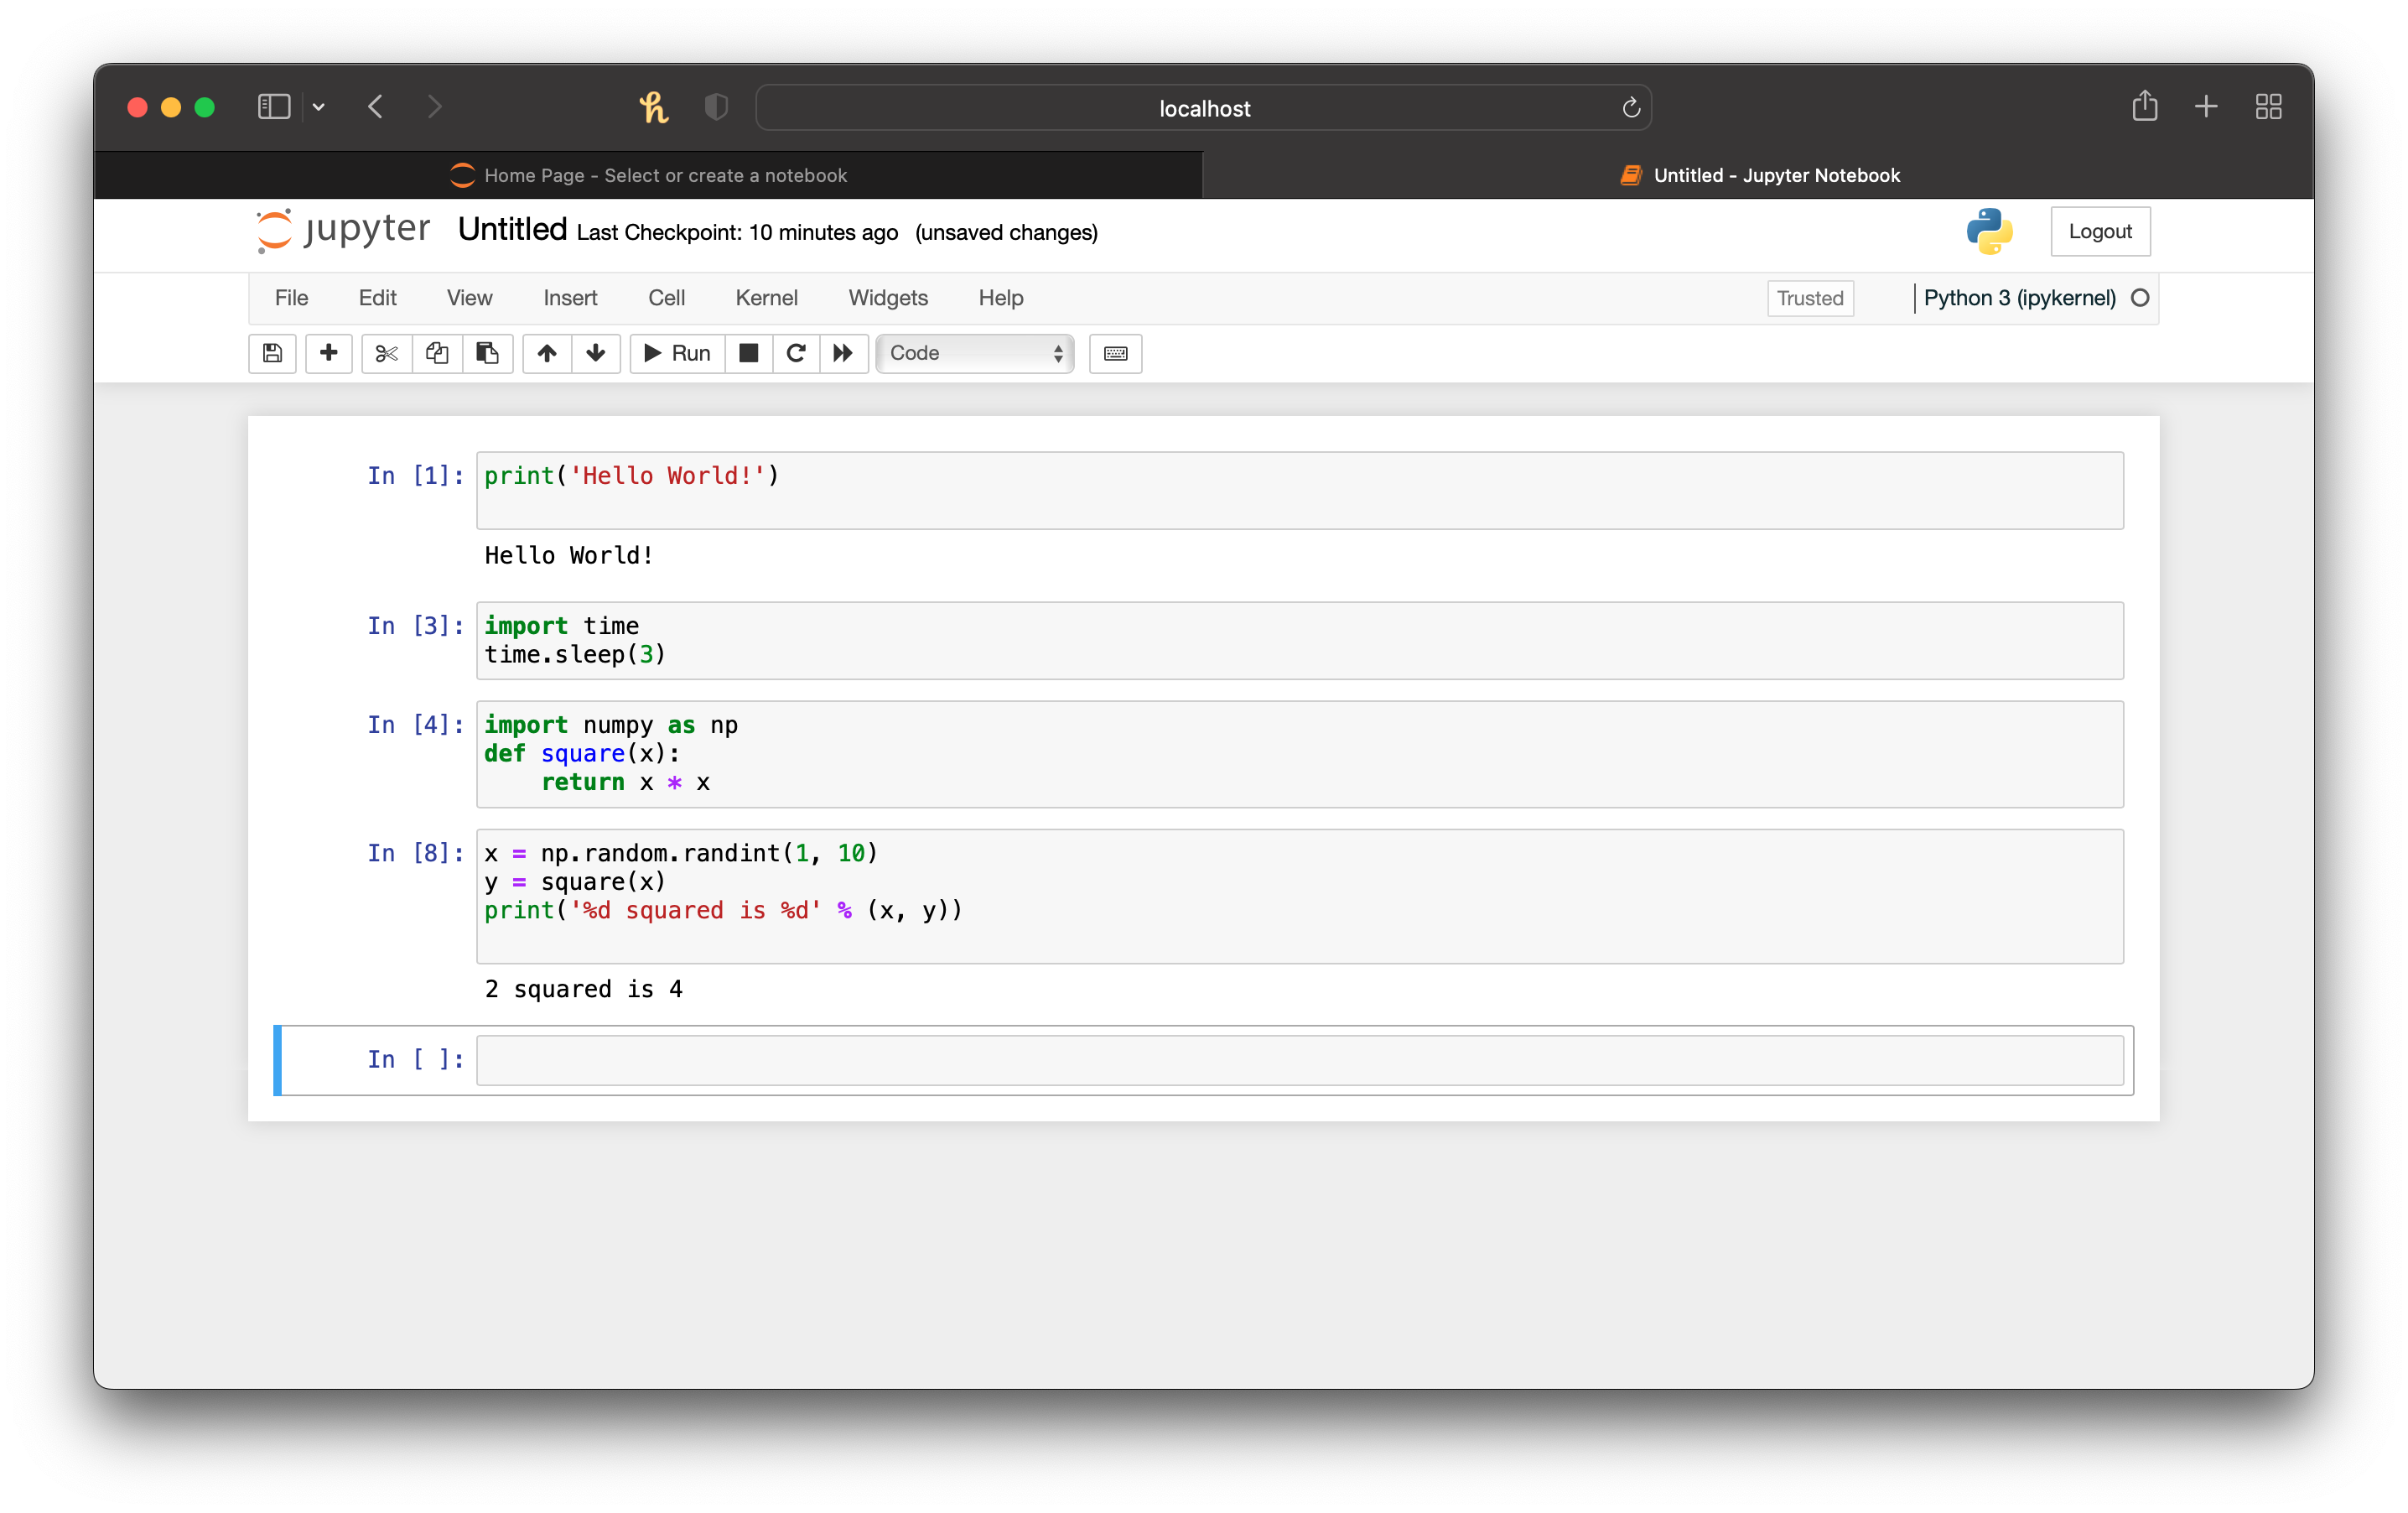 localhost
Home Page - Select or create a notebook
Untitled - Jupyter Notebook
jupyter Untitled Last Checkpoint: 10 minutes ago (unsaved changes)
Logout
File Edit View Insert Cell Kernel Widgets Help
Trusted
Python 3 (ipykernel)
Run
Code
In [1]: print('Hello World!')
Hello World!
In [3]: import time
time.sleep(3)
In [4]: import numpy as np
def square(x):
    return x * x
In [8]: x = np.random.randint(1, 10)
y = square(x)
print('%d squared is %d' % (x, y))
2 squared is 4
In [ ]: